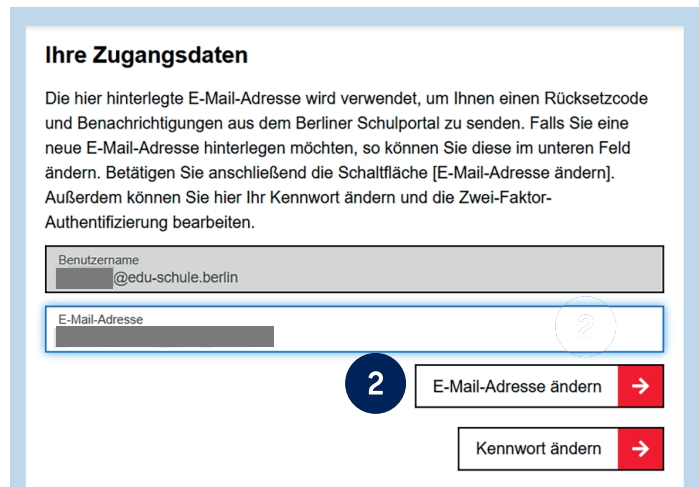 Ihre Zugangsdaten
Die hier hinterlegte E-Mail-Adresse wird verwendet, um Ihnen einen Rücksetzcode
und Benachrichtigungen aus dem Berliner Schulportal zu senden. Falls Sie eine
neue E-Mail-Adresse hinterlegen möchten, so können Sie diese im unteren Feld
ändern. Betätigen Sie anschließend die Schaltfläche [E-Mail-Adresse ändern].
Außerdem können Sie hier Ihr Kennwort ändern und die Zwei-Faktor-
Authentifizierung bearbeiten.
Benutzername
@edu-schule.berlin
E-Mail-Adresse
2
2
E-Mail-Adresse ändern
Kennwort ändern